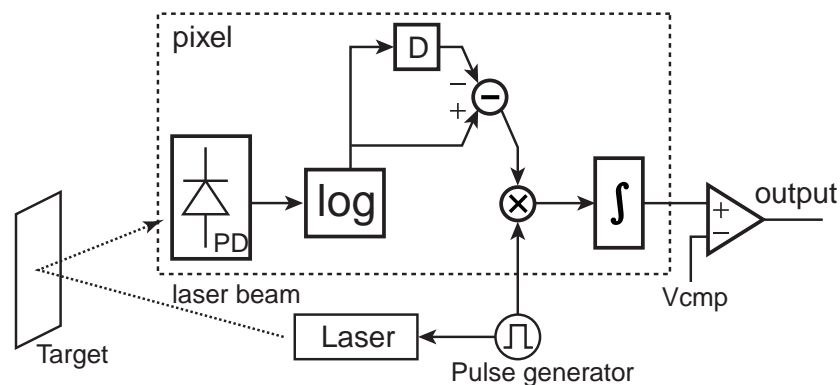 pixel
D
−
+
−
log
PD
×
∫
+
−
output
Vcmp
laser beam
Laser
Target
Pulse generator